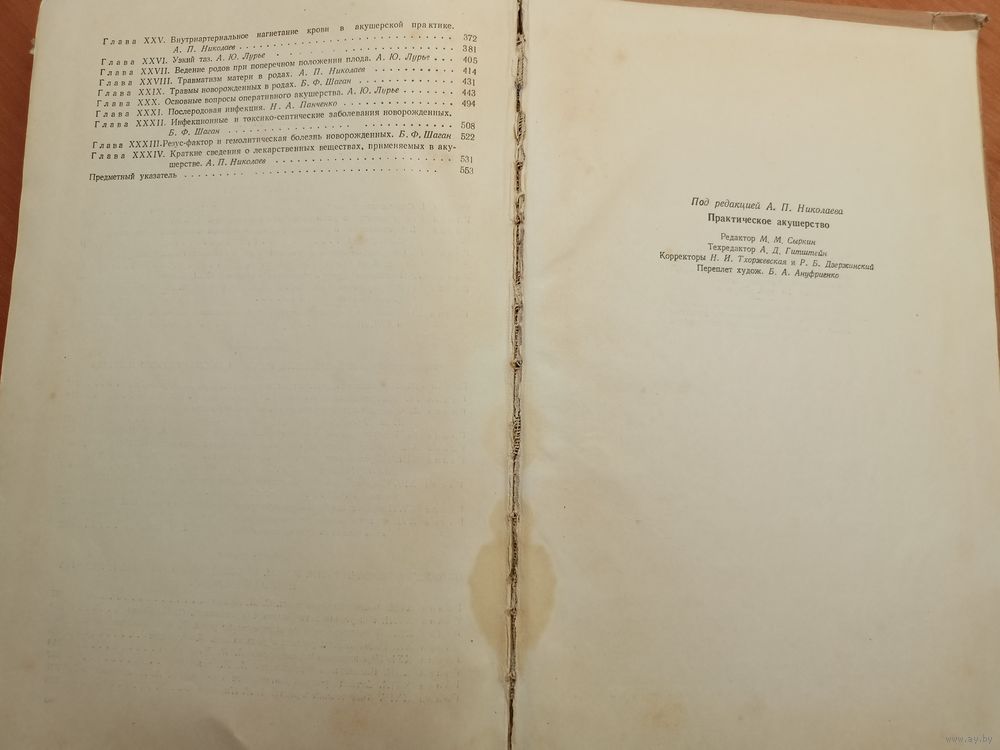 Глава XXV. Внутриартериальное нагнетание крови в акушерской практике.
А. П. Николаев . . . . . . . . . . . . . . . . . . . . . . . . . 372
Глава XXVI. Узкий таз. А. Ю. Лурье . . . . . . . . . . . . . . . . 381
Глава XXVII. Ведение родов при поперечном положении плода. А. Ю. Лурье . . . 405
Глава XXVIII. Травматизм матери в родах. А. П. Николаев . . . . . . . . . . . 414
Глава XXIX. Травмы новорожденных в родах. Б. Ф. Шаган . . . . . . . . . . . . 431
Глава XXX. Основные вопросы оперативного акушерства. А. Ю. Лурье . . . . . . . 443
Глава XXXI. Послеродовая инфекция. Н. А. Панченко . . . . . . . . . . . . . . 494
Глава XXXII. Инфекционные и токсико-септические заболевания новорожденных.
Б. Ф. Шаган . . . . . . . . . . . . . . . . . . . . . . . . . . 508
Глава XXXIII. Резус-фактор и гемолитическая болезнь новорожденных. Б. Ф. Шаган 522
Глава XXXIV. Краткие сведения о лекарственных веществах, применяемых в аку-
шерстве. А. П. Николаев . . . . . . . . . . . . . . . . . . . . . 531
Предметный указатель . . . . . . . . . . . . . . . . . . . . . . . . 553
Под редакцией А. П. Николаева
Практическое акушерство
Редактор М. М. Сыркин
Техредактор А. Д. Гитштейн
Корректоры Н. И. Тхоржевская и Р. Б. Дзержинский
Переплет худож. Б. А. Ануфриенко
www.ay.by